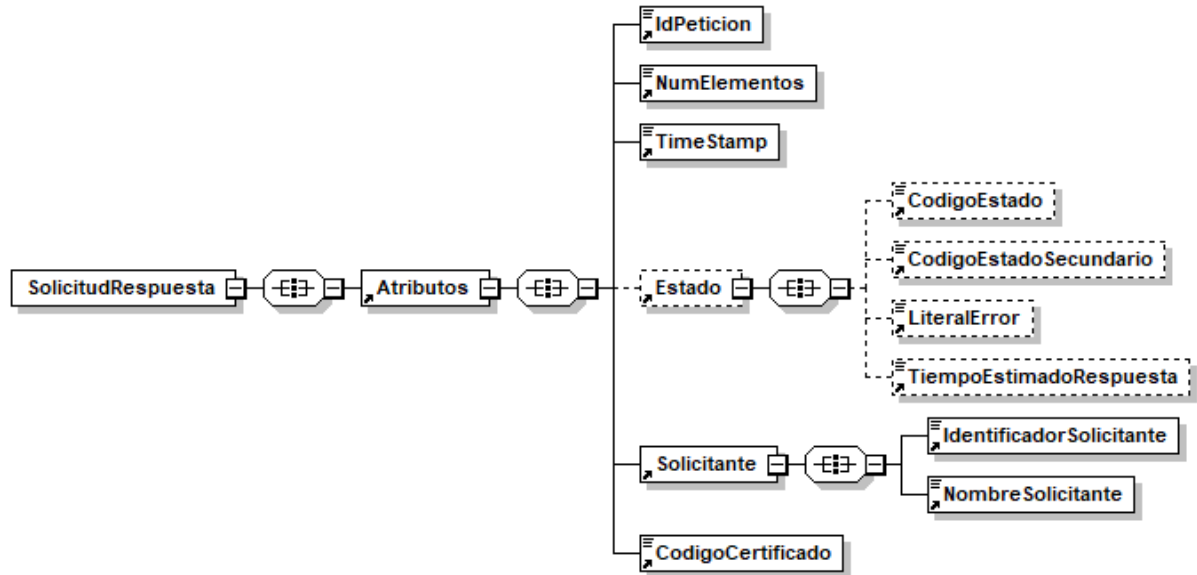 IdPeticion
NumElementos
TimeStamp
CodigoEstado
CodigoEstadoSecundario
SolicitudRespuesta
Atributos
Estado
LiteralError
TiempoEstimadoRespuesta
IdentificadorSolicitante
Solicitante
NombreSolicitante
CodigoCertificado